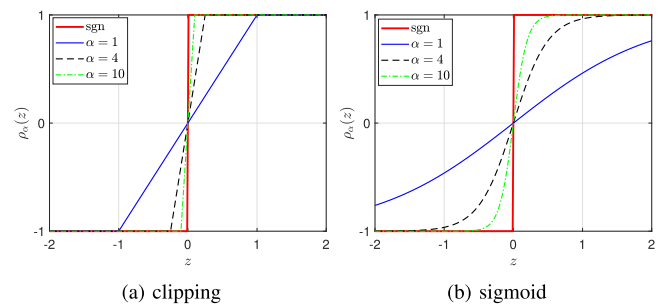 1
0
-1
ρα(z)
-2
-1
0
1
2
z
sgn
α = 1
α = 4
α = 10
(a) clipping
1
0
-1
ρα(z)
-2
-1
0
1
2
z
sgn
α = 1
α = 4
α = 10
(b) sigmoid